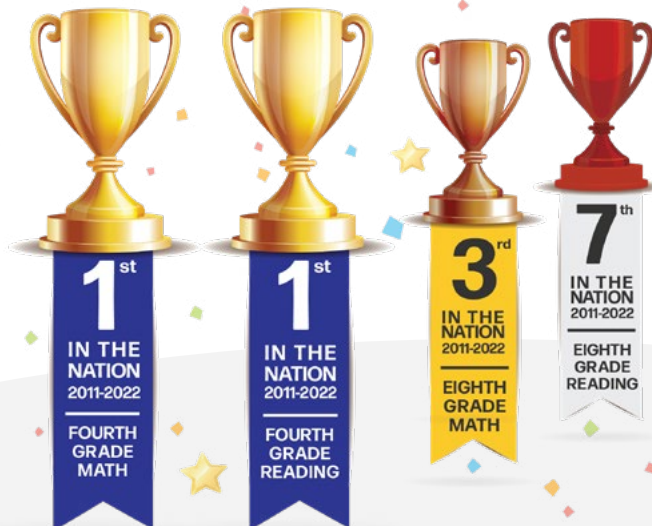 1st
IN THE
NATION
2011-2022
FOURTH
GRADE
MATH
1st
IN THE
NATION
2011-2022
FOURTH
GRADE
READING
3rd
IN THE
NATION
2011-2022
EIGHTH
GRADE
MATH
7th
IN THE
NATION
2011-2022
EIGHTH
GRADE
READING